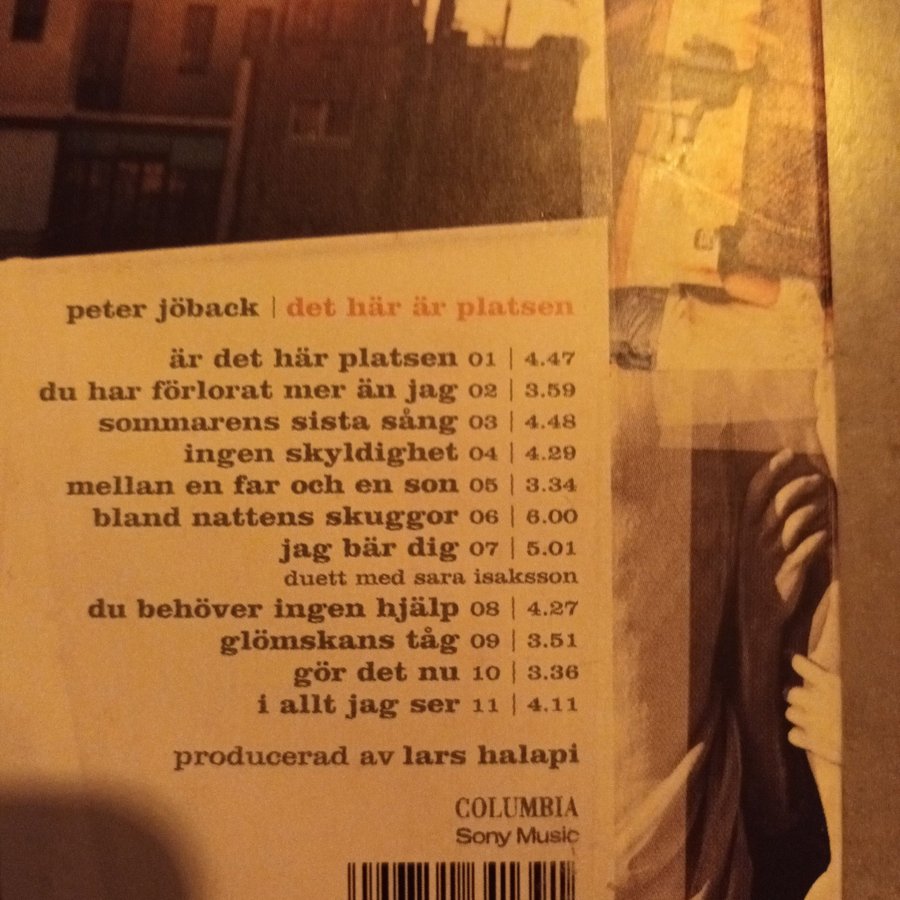 peter jöback | det här är platsen
är det här platsen 01 | 4.47
du har förlorat mer än jag 02 | 3.59
sommarens sista sång 03 | 4.48
ingen skyldighet 04 | 4.29
mellan en far och en son 05 | 3.34
bland nattens skuggor 06 | 6.00
jag bär dig 07 | 5.01
duett med sara isaksson
du behöver ingen hjälp 08 | 4.27
glömskans tåg 09 | 3.51
gör det nu 10 | 3.36
i allt jag ser 11 | 4.11
producerad av lars halapi
COLUMBIA
Sony Music